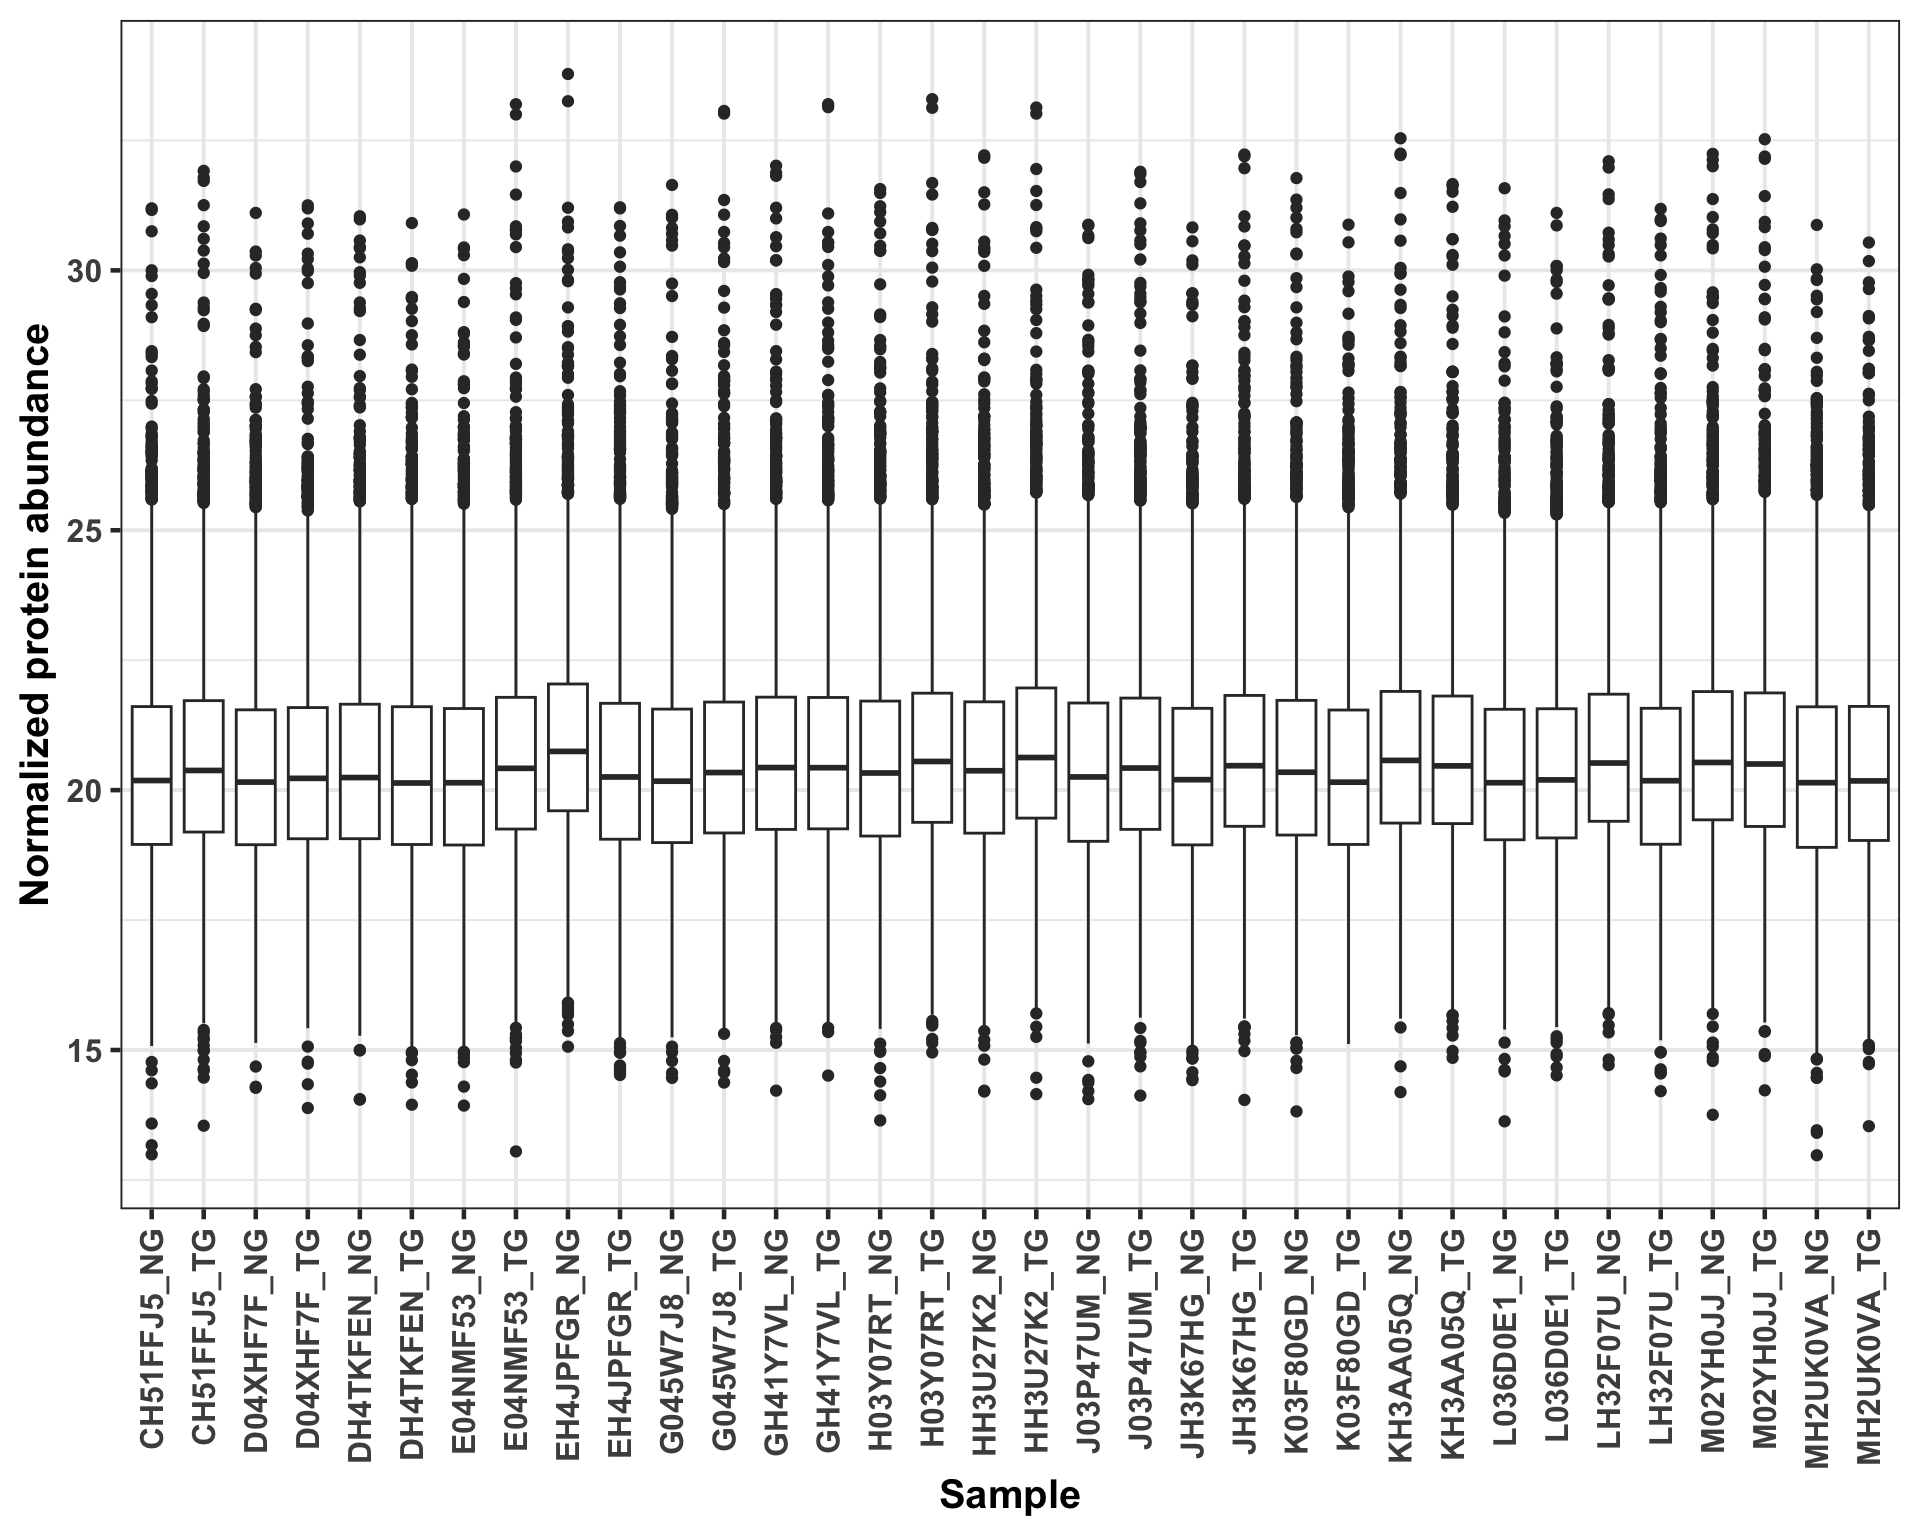 Normalized protein abundance
30
25
20
15
CH51FFJ5_NG
CH51FFJ5_TG
D04XHF7F_NG
D04XHF7F_TG
DH4TKFEN_NG
DH4TKFEN_TG
E04NMF53_NG
E04NMF53_TG
EH4JPFGR_NG
EH4JPFGR_TG
G045W7J8_NG
G045W7J8_TG
GH41Y7VL_NG
GH41Y7VL_TG
H03Y07RT_NG
H03Y07RT_TG
HH3U27K2_NG
HH3U27K2_TG
J03P47UM_NG
J03P47UM_TG
JH3K67HG_NG
JH3K67HG_TG
K03F80GD_NG
K03F80GD_TG
KH3AA05Q_NG
KH3AA05Q_TG
L036D0E1_NG
L036D0E1_TG
LH32F07U_NG
LH32F07U_TG
M02YH0JJ_NG
M02YH0JJ_TG
MH2UK0VA_NG
MH2UK0VA_TG
Sample